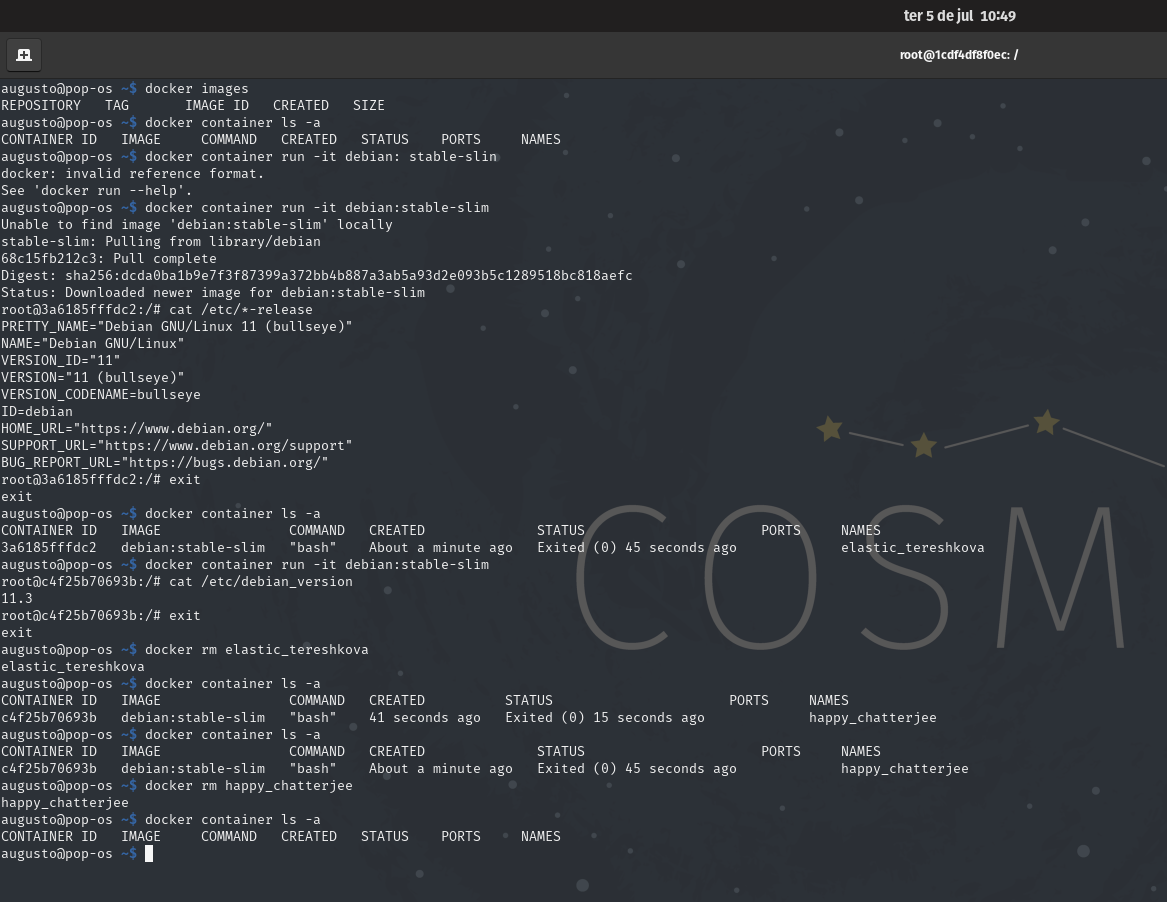 ter 5 de jul 10:49
root@1cdf4df8f0ec: /
augusto@pop-os ~$ docker images
REPOSITORY   TAG       IMAGE ID   CREATED   SIZE
augusto@pop-os ~$ docker container ls -a
CONTAINER ID   IMAGE     COMMAND   CREATED   STATUS    PORTS     NAMES
augusto@pop-os ~$ docker container run -it debian: stable-slin
docker: invalid reference format.
See 'docker run --help'.
augusto@pop-os ~$ docker container run -it debian:stable-slim
Unable to find image 'debian:stable-slim' locally
stable-slim: Pulling from library/debian
68c15fb212c3: Pull complete
Digest: sha256:dcda0ba1b9e7f3f87399a372bb4b887a3ab5a93d2e093b5c1289518bc818aefc
Status: Downloaded newer image for debian:stable-slim
root@3a6185fffdc2:/# cat /etc/*-release
PRETTY_NAME="Debian GNU/Linux 11 (bullseye)"
NAME="Debian GNU/Linux"
VERSION_ID="11"
VERSION="11 (bullseye)"
VERSION_CODENAME=bullseye
ID=debian
HOME_URL="https://www.debian.org/"
SUPPORT_URL="https://www.debian.org/support"
BUG_REPORT_URL="https://bugs.debian.org/"
root@3a6185fffdc2:/# exit
exit
augusto@pop-os ~$ docker container ls -a
CONTAINER ID   IMAGE                COMMAND   CREATED              STATUS                      PORTS     NAMES
3a6185fffdc2   debian:stable-slim   "bash"    About a minute ago   Exited (0) 45 seconds ago             elastic_tereshkova
augusto@pop-os ~$ docker container run -it debian:stable-slim
root@c4f25b70693b:/# cat /etc/debian_version
11.3
root@c4f25b70693b:/# exit
exit
augusto@pop-os ~$ docker rm elastic_tereshkova
elastic_tereshkova
augusto@pop-os ~$ docker container ls -a
CONTAINER ID   IMAGE                COMMAND   CREATED          STATUS                      PORTS     NAMES
c4f25b70693b   debian:stable-slim   "bash"    41 seconds ago   Exited (0) 15 seconds ago             happy_chatterjee
augusto@pop-os ~$ docker container ls -a
CONTAINER ID   IMAGE                COMMAND   CREATED              STATUS                      PORTS     NAMES
c4f25b70693b   debian:stable-slim   "bash"    About a minute ago   Exited (0) 45 seconds ago             happy_chatterjee
augusto@pop-os ~$ docker rm happy_chatterjee
happy_chatterjee
augusto@pop-os ~$ docker container ls -a
CONTAINER ID   IMAGE     COMMAND   CREATED   STATUS    PORTS     NAMES
augusto@pop-os ~$
COSM